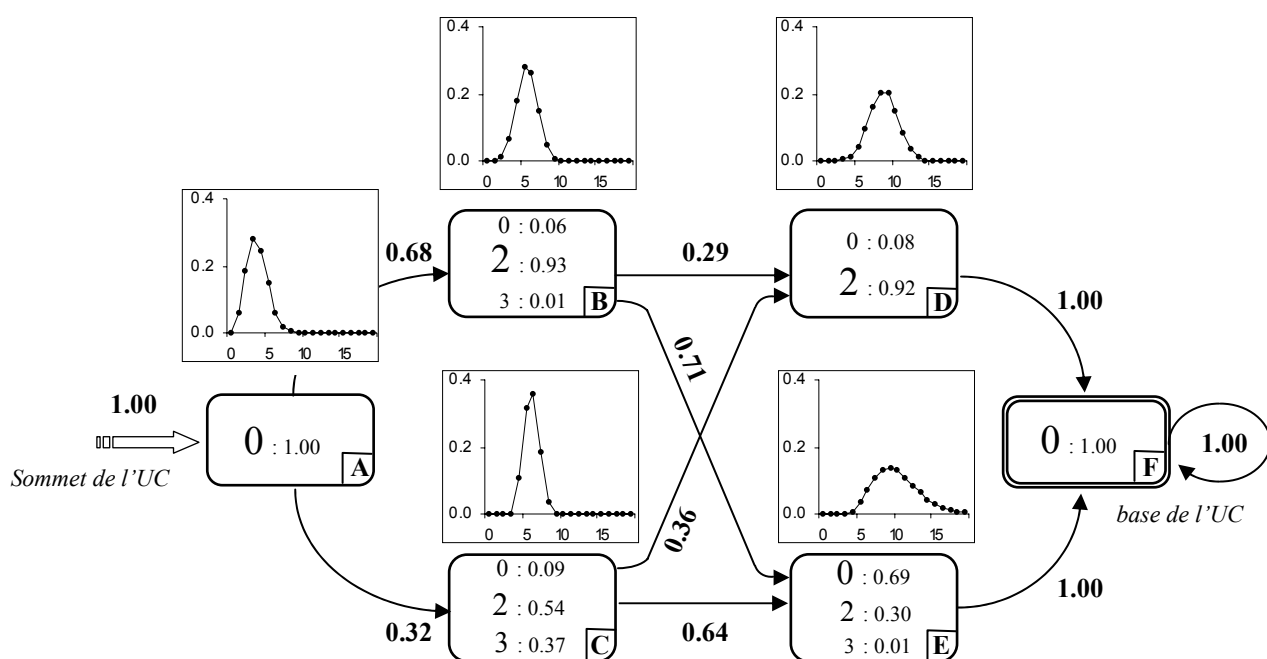 0.4
0.2
0.0
0 5 10 15
0.4
0.2
0.0
0 5 10 15
0.4
0.2
0.0
0 5 10 15
0.68
0 : 0.06
2 : 0.93
3 : 0.01
B
0.29
0 : 0.08
2 : 0.92
D
1.00
0.71
1.00
Sommet de l'UC
0 : 1.00
A
0.4
0.2
0.0
0 5 10 15
0.36
0.4
0.2
0.0
0 5 10 15
0 : 1.00
F
1.00
base de l'UC
0.32
0 : 0.09
2 : 0.54
3 : 0.37
C
0.64
0 : 0.69
2 : 0.30
3 : 0.01
E
1.00